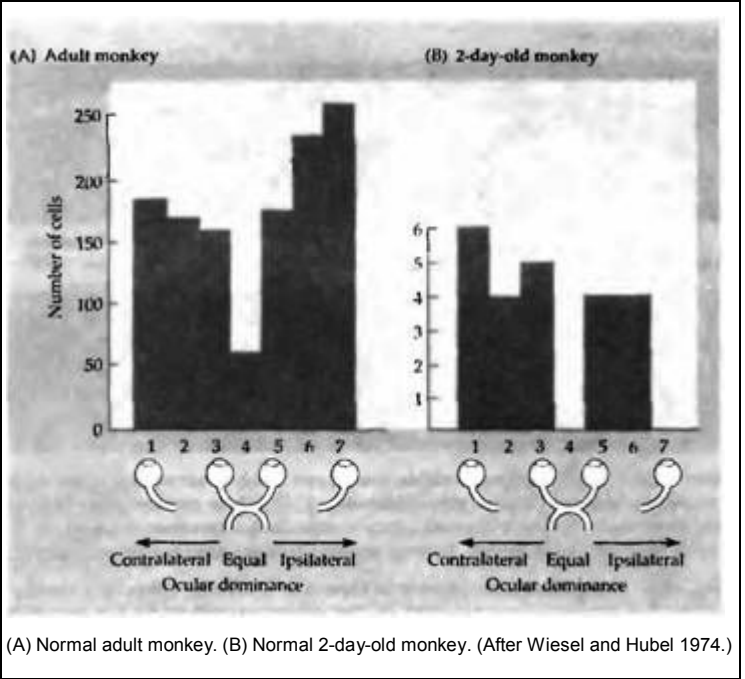 (A) Adult monkey
(B) 2-day-old monkey
Number of cells
250
200
150
100
50
0
1 2 3 4 5 6 7
Contralateral Equal Ipsilateral
Ocular dominance
6
5
4
3
2
1
1 2 3 4 5 6 7
Contralateral Equal Ipsilateral
Ocular dominance
(A) Normal adult monkey. (B) Normal 2-day-old monkey. (After Wiesel and Hubel 1974.)